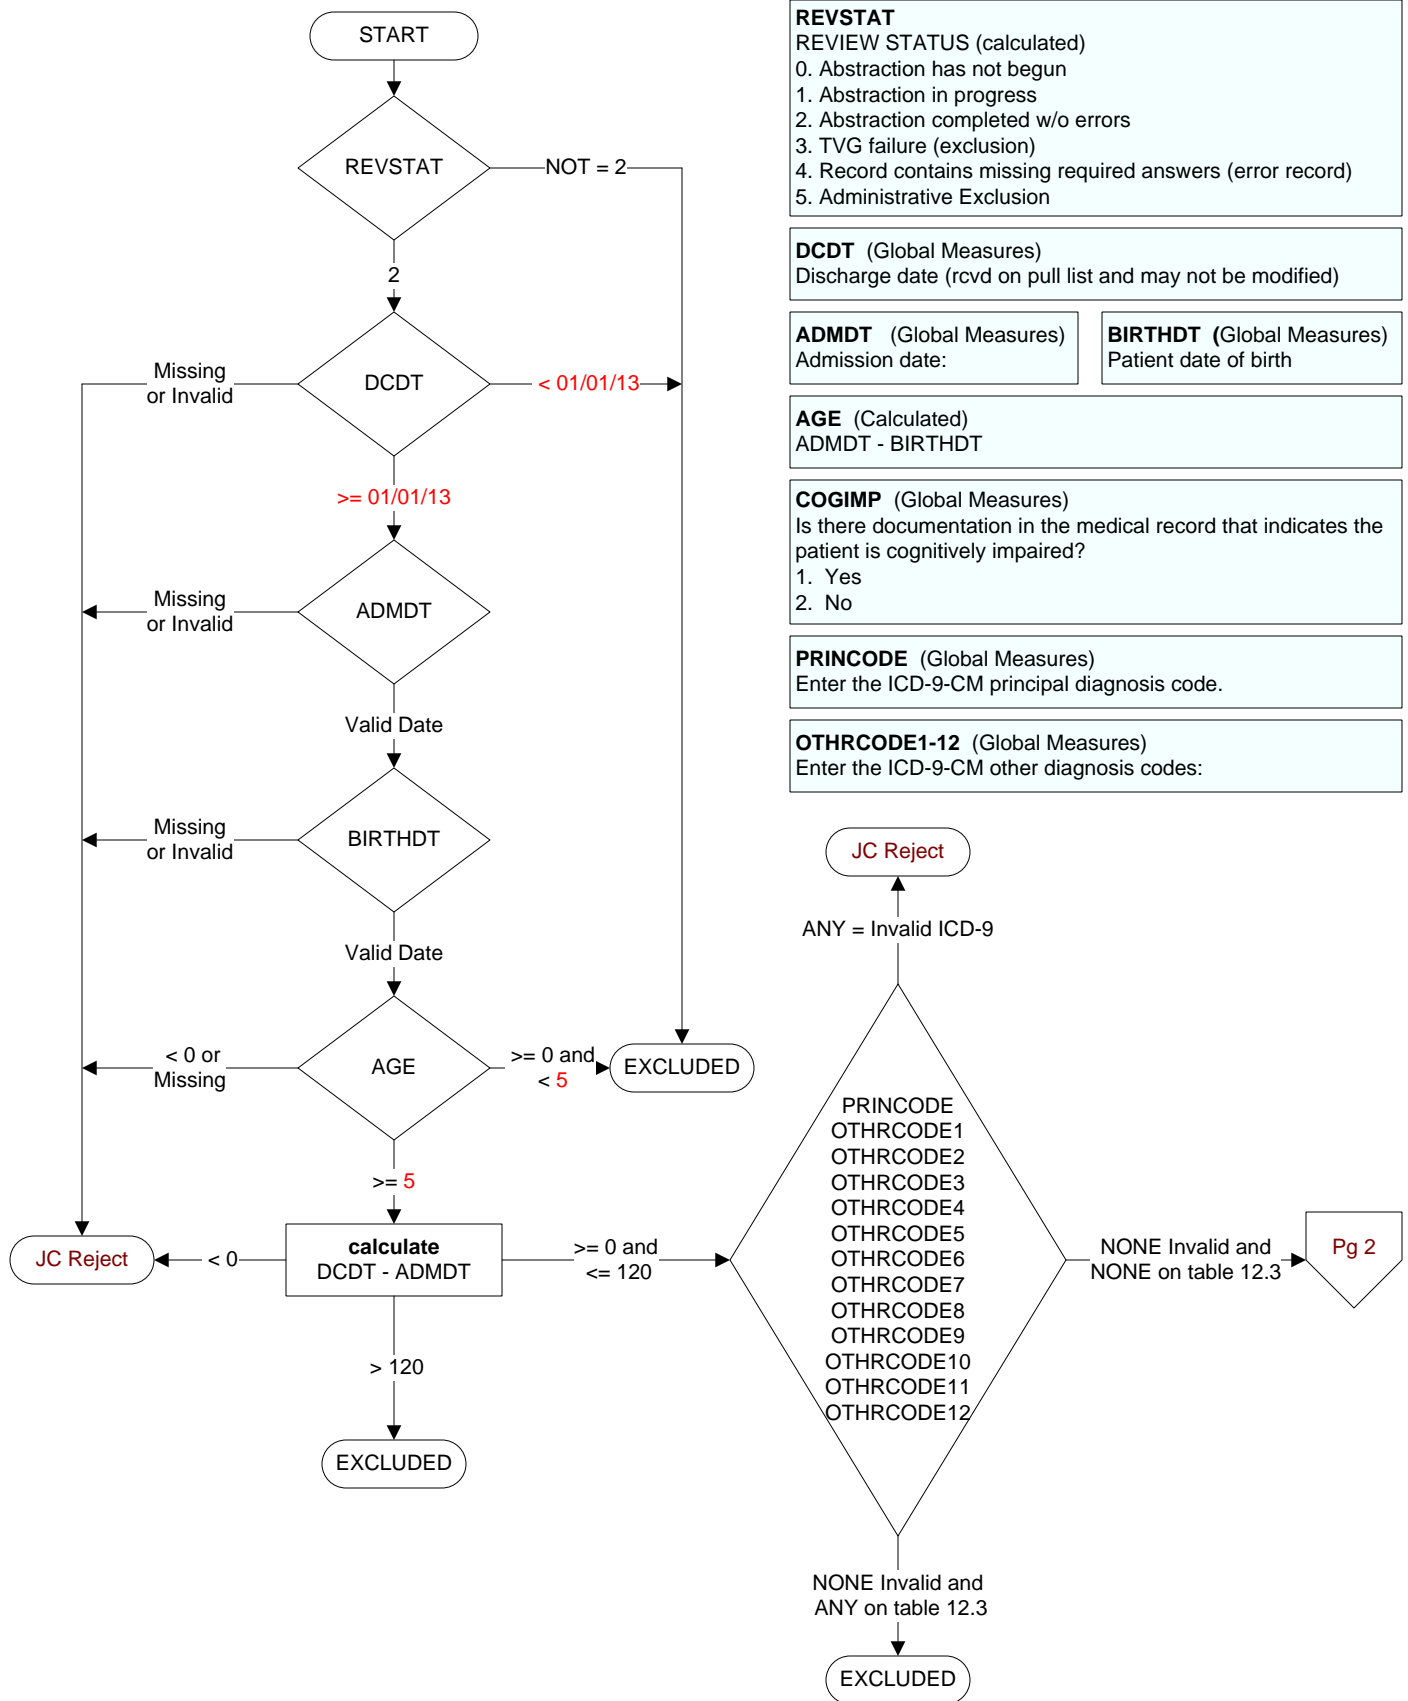 START
REVSTAT
NOT = 2
2
DCDT
Missing
or Invalid
< 01/01/13
>= 01/01/13
ADMDT
Missing
or Invalid
Valid Date
BIRTHDT
Missing
or Invalid
Valid Date
AGE
< 0 or
Missing
>= 0 and
< 5
EXCLUDED
>= 5
calculate
DCDT - ADMDT
< 0
JC Reject
>= 0 and
<= 120
> 120
EXCLUDED
REVSTAT
REVIEW STATUS (calculated)
0. Abstraction has not begun
1. Abstraction in progress
2. Abstraction completed w/o errors
3. TVG failure (exclusion)
4. Record contains missing required answers (error record)
5. Administrative Exclusion
DCDT (Global Measures)
Discharge date (rcvd on pull list and may not be modified)
ADMDT (Global Measures)
Admission date:
BIRTHDT (Global Measures)
Patient date of birth
AGE (Calculated)
ADMDT - BIRTHDT
COGIMP (Global Measures)
Is there documentation in the medical record that indicates the
patient is cognitively impaired?
1. Yes
2. No
PRINCODE (Global Measures)
Enter the ICD-9-CM principal diagnosis code.
OTHRCODE1-12 (Global Measures)
Enter the ICD-9-CM other diagnosis codes:
JC Reject
ANY = Invalid ICD-9
PRINCODE
OTHRCODE1
OTHRCODE2
OTHRCODE3
OTHRCODE4
OTHRCODE5
OTHRCODE6
OTHRCODE7
OTHRCODE8
OTHRCODE9
OTHRCODE10
OTHRCODE11
OTHRCODE12
NONE Invalid and
NONE on table 12.3
Pg 2
NONE Invalid and
ANY on table 12.3
EXCLUDED